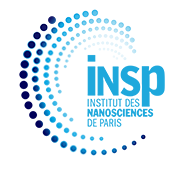 insp
INSTITUT DES
NANOSCIENCES
DE PARIS